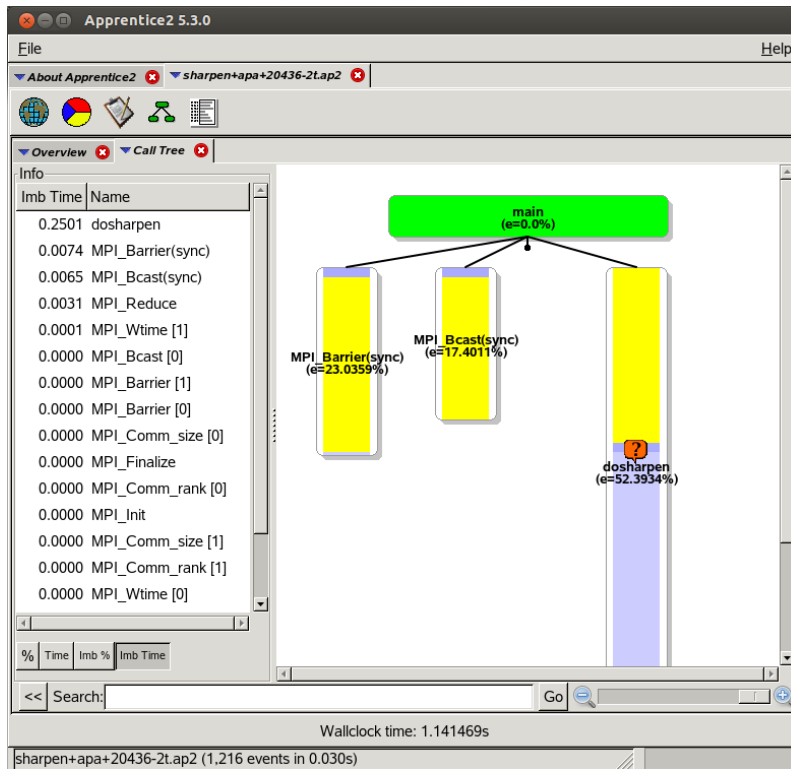 Apprentice2 5.3.0
File Help
About Apprentice2 sharpen+apa+20436-2t.ap2
Overview Call Tree
Info
Imb Time Name
0.2501 dosharpen
0.0074 MPI_Barrier(sync)
0.0065 MPI_Bcast(sync)
0.0031 MPI_Reduce
0.0001 MPI_Wtime [1]
0.0000 MPI_Bcast [0]
0.0000 MPI_Barrier [1]
0.0000 MPI_Barrier [0]
0.0000 MPI_Comm_size [0]
0.0000 MPI_Finalize
0.0000 MPI_Comm_rank [0]
0.0000 MPI_Init
0.0000 MPI_Comm_size [1]
0.0000 MPI_Comm_rank [1]
0.0000 MPI_Wtime [0]
% Time Imb % Imb Time
main
(e=0.0%)
MPI_Barrier(sync)
(e=23.0359%)
MPI_Bcast(sync)
(e=17.4011%)
?
dosharpen
(e=52.3934%)
<< Search: Go
Wallclock time: 1.141469s
sharpen+apa+20436-2t.ap2 (1,216 events in 0.030s)